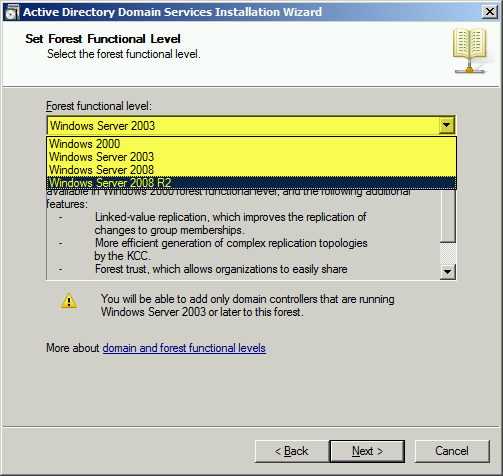 Active Directory Domain Services Installation Wizard
Set Forest Functional Level
Select the forest functional level.
Forest functional level:
Windows Server 2003
Windows 2000
Windows Server 2003
Windows Server 2008
Windows Server 2008 R2
available in Windows 2000 forest functional level, and the following additional
features:
- Linked-value replication, which improves the replication of
changes to group memberships.
- More efficient generation of complex replication topologies
by the KCC.
- Forest trust, which allows organizations to easily share
You will be able to add only domain controllers that are running
Windows Server 2003 or later to this forest.
More about domain and forest functional levels
< Back Next > Cancel